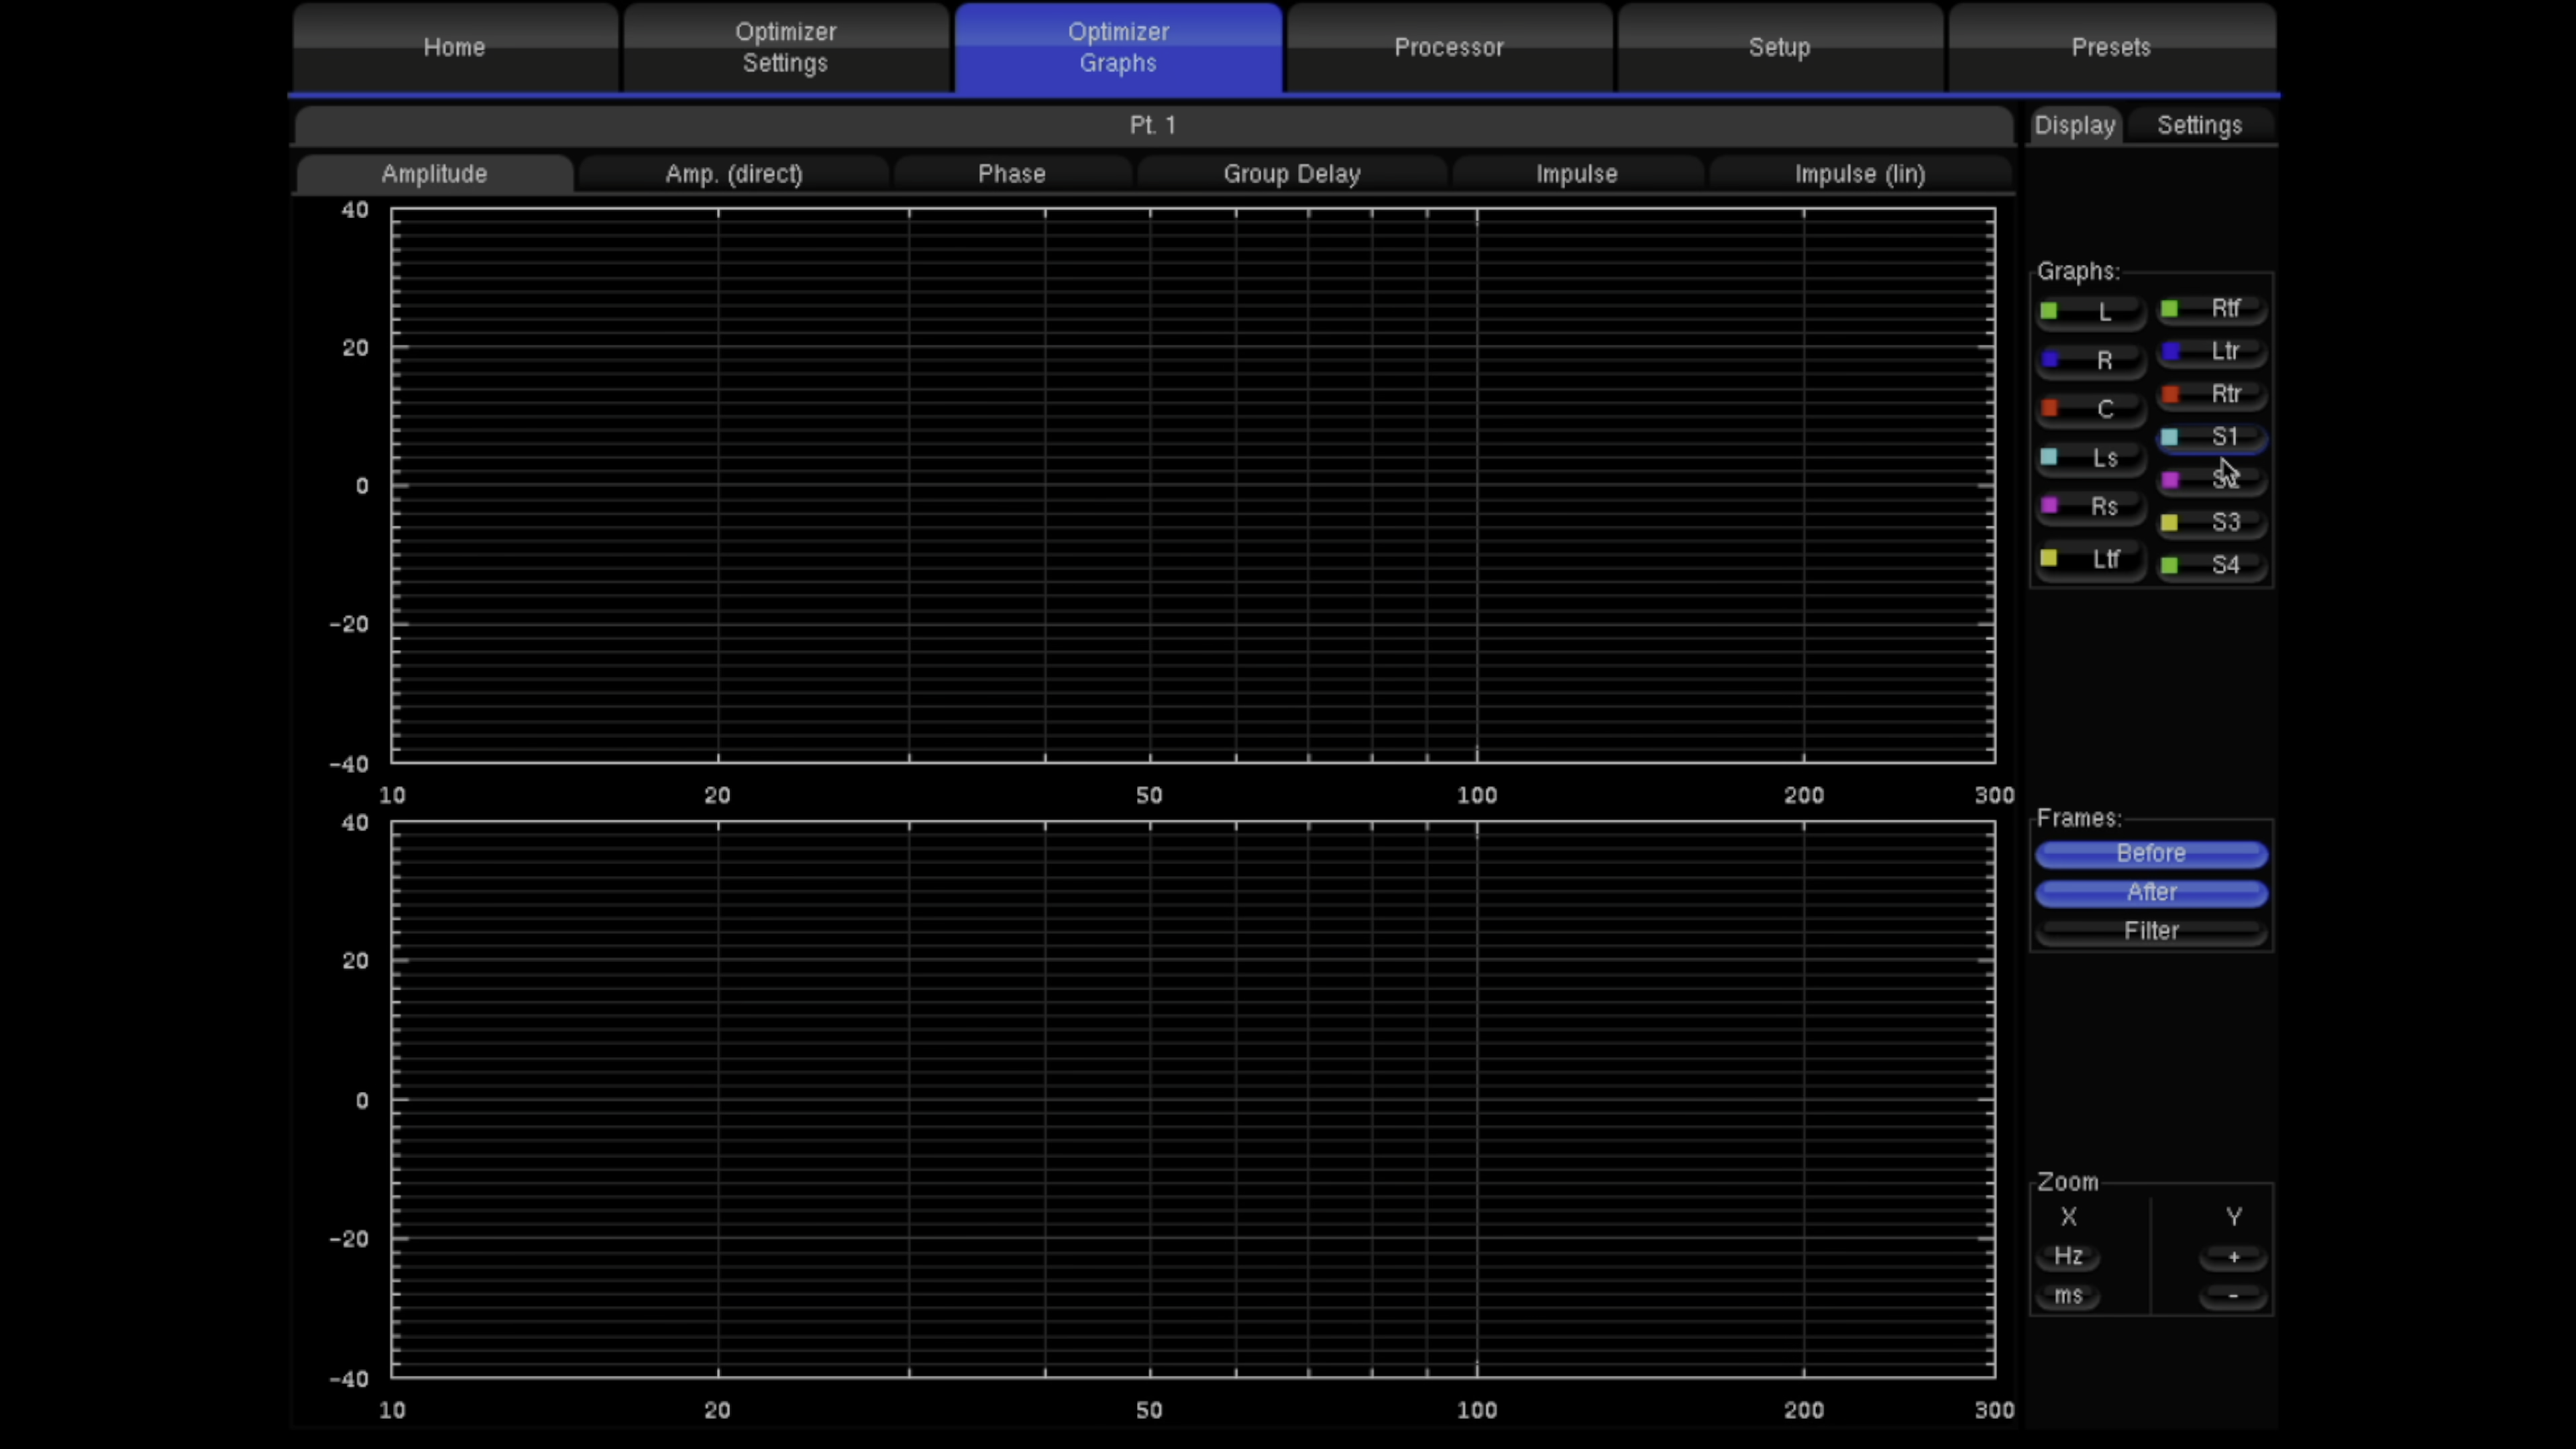 Home
Optimizer
Settings
Optimizer
Graphs
Processor
Setup
Presets
Pt. 1
Display
Settings
Amplitude
Amp. (direct)
Phase
Group Delay
Impulse
Impulse (lin)
40
20
0
-20
-40
10
20
50
100
200
300
40
20
0
-20
-40
10
20
50
100
200
300
Graphs:
L
R
C
Ls
Rs
Ltf
Rtf
Ltr
Rtr
S1
S3
S4
Frames:
Before
After
Filter
Zoom
X
Y
Hz
+
ms
-